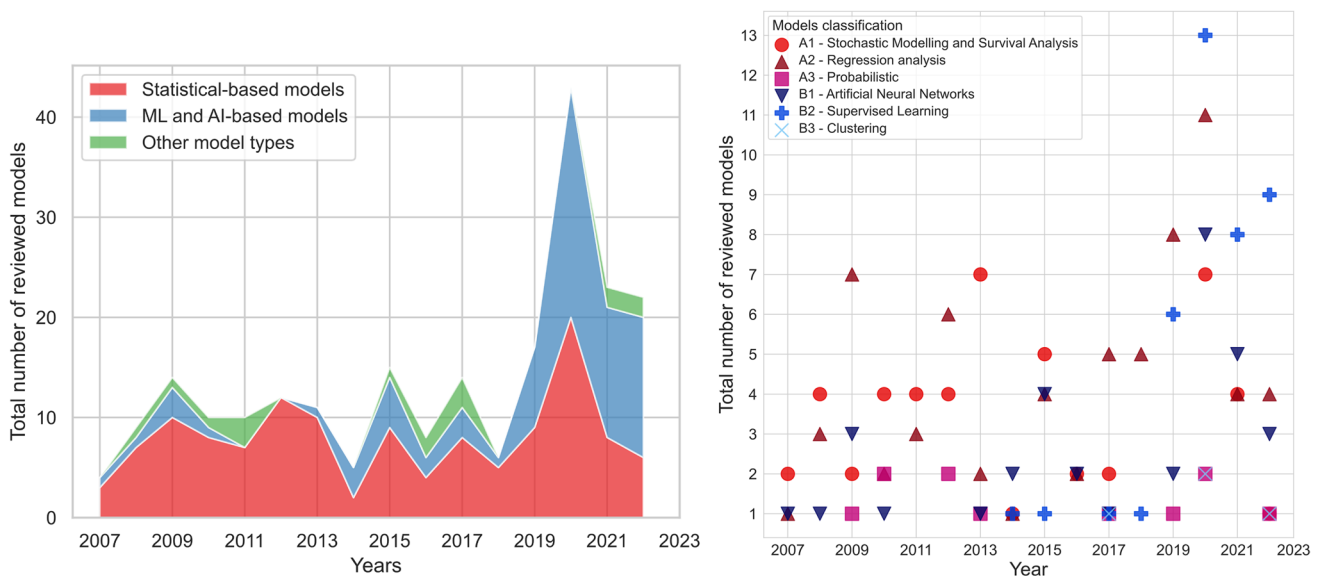 Total number of reviewed models
40
30
20
10
0
Statistical-based models
ML and AI-based models
Other model types
2007 2009 2011 2013 2015 2017 2019 2021 2023
Years
Total number of reviewed models
13
12
11
10
9
8
7
6
5
4
3
2
1
Models classification
A1 - Stochastic Modelling and Survival Analysis
A2 - Regression analysis
A3 - Probabilistic
B1 - Artificial Neural Networks
B2 - Supervised Learning
B3 - Clustering
2007 2009 2011 2013 2015 2017 2019 2021 2023
Year